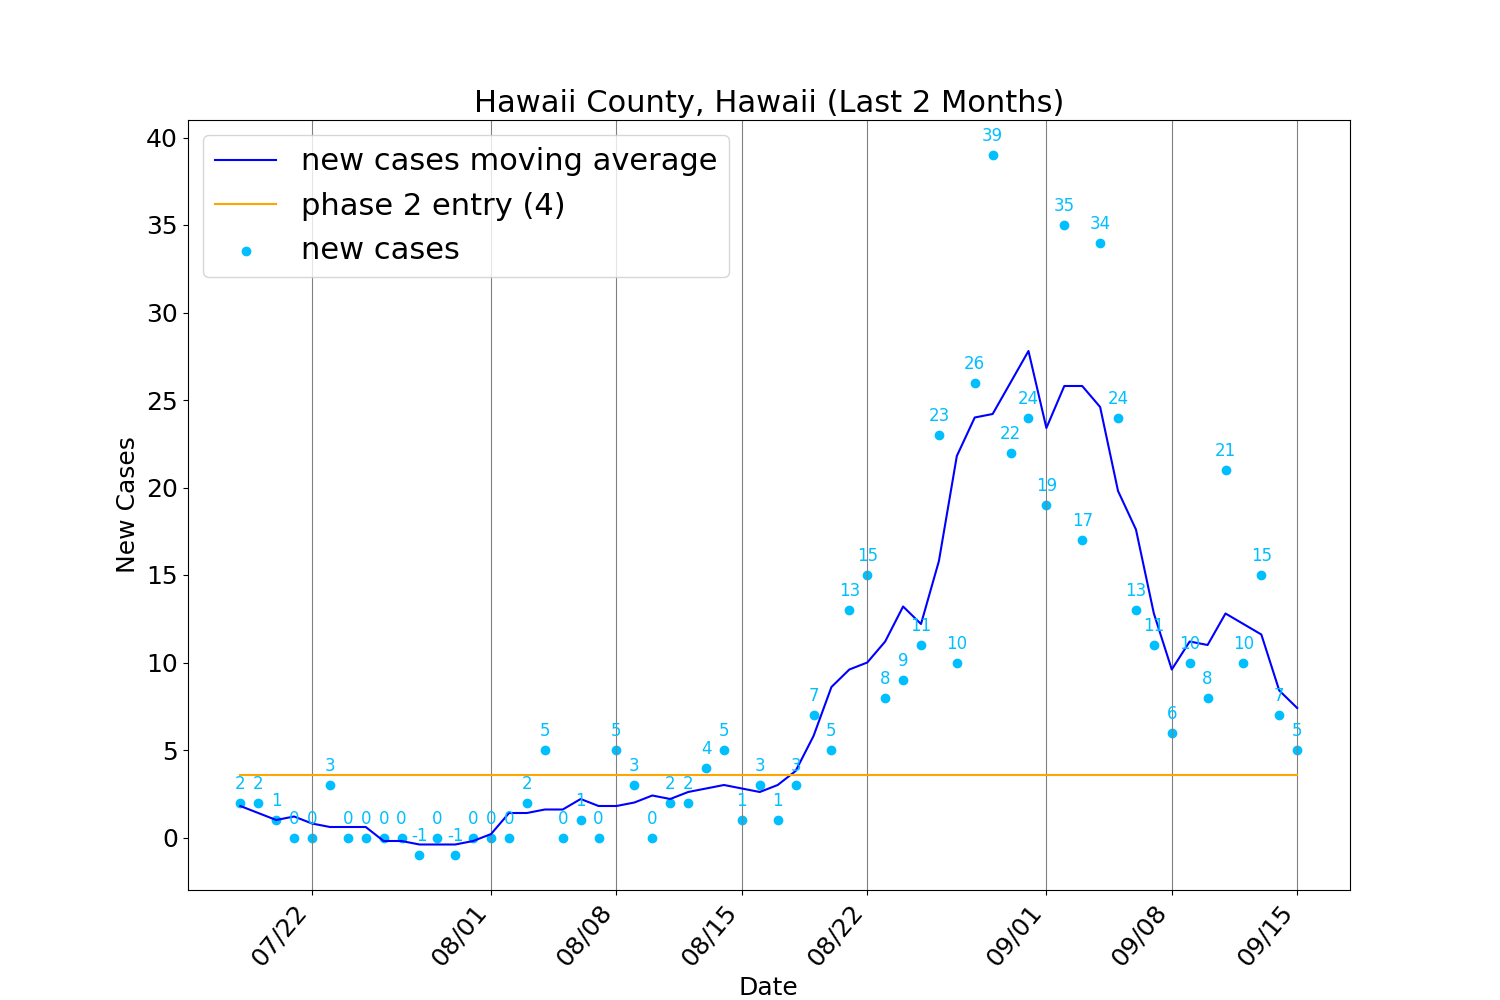 Hawaii County, Hawaii (Last 2 Months)
new cases moving average
phase 2 entry (4)
new cases
New Cases
40
35
30
25
20
15
10
5
0
2 2 1 0 0 3 0 0 0 0 -1 0 -1 0 0 0 2 5 0 1 0 5 3 0 2 2 4 5 1 3 1 3 7 5 13 15 8 9 11 23 10 26 39 22 24 19 35 17 34 24 13 11 6 10 8 21 10 15 7 5
07/22 08/01 08/08 08/15 08/22 09/01 09/08 09/15
Date